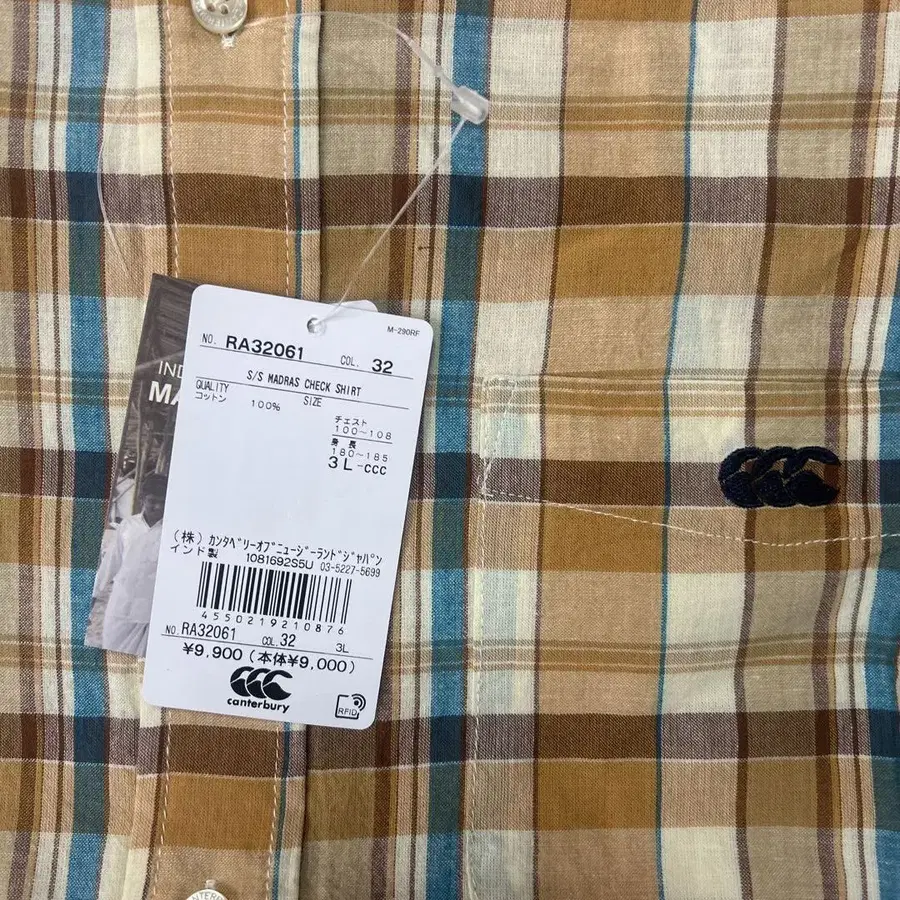 M-290RF
NO. RA32061 COL. 32
S/S MADRAS CHECK SHIRT
QUALITY SIZE
コットン 100%
チェスト
100〜108
身 長
180〜185
3L-CCC
(株)カンタベリーオブニュージーランドジャパン
インド製 1081692S5U 03-5227-5699
4550219210876
NO. RA32061 COL. 32 3L
¥9,900(本体¥9,000)
canterbury
RFID
IND
MA